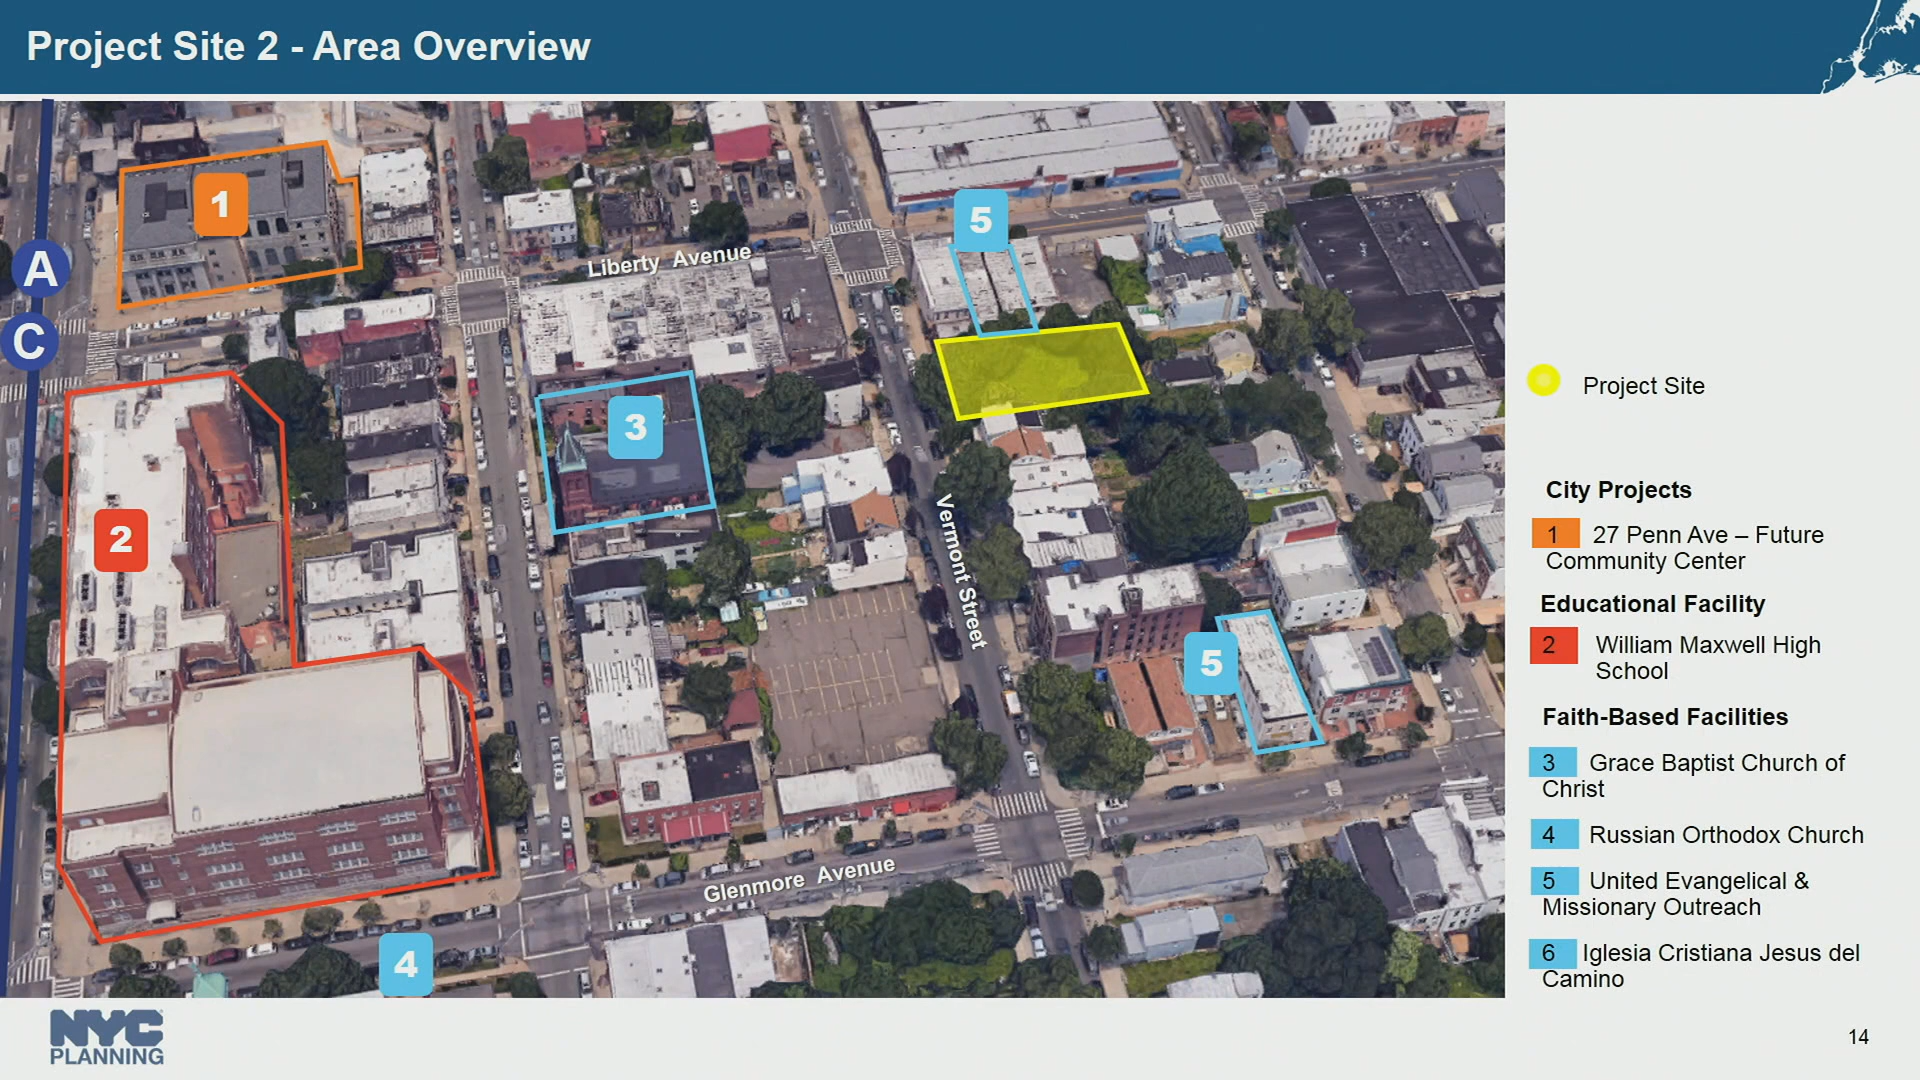 Project Site 2 - Area Overview
1
5
A
Liberty Avenue
C
3
2
Vermont Street
5
Glenmore Avenue
4
Project Site
City Projects
1 27 Penn Ave – Future
Community Center
Educational Facility
2 William Maxwell High
School
Faith-Based Facilities
3 Grace Baptist Church of
Christ
4 Russian Orthodox Church
5 United Evangelical &
Missionary Outreach
6 Iglesia Cristiana Jesus del
Camino
NYC
PLANNING
14